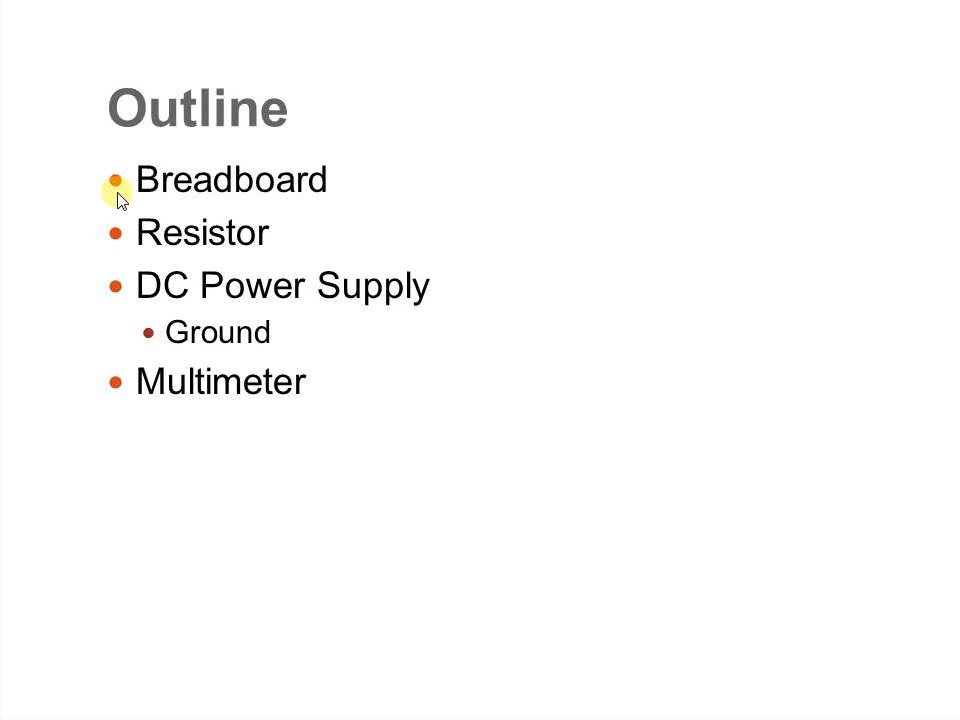 Outline
Breadboard
Resistor
DC Power Supply
Ground
Multimeter